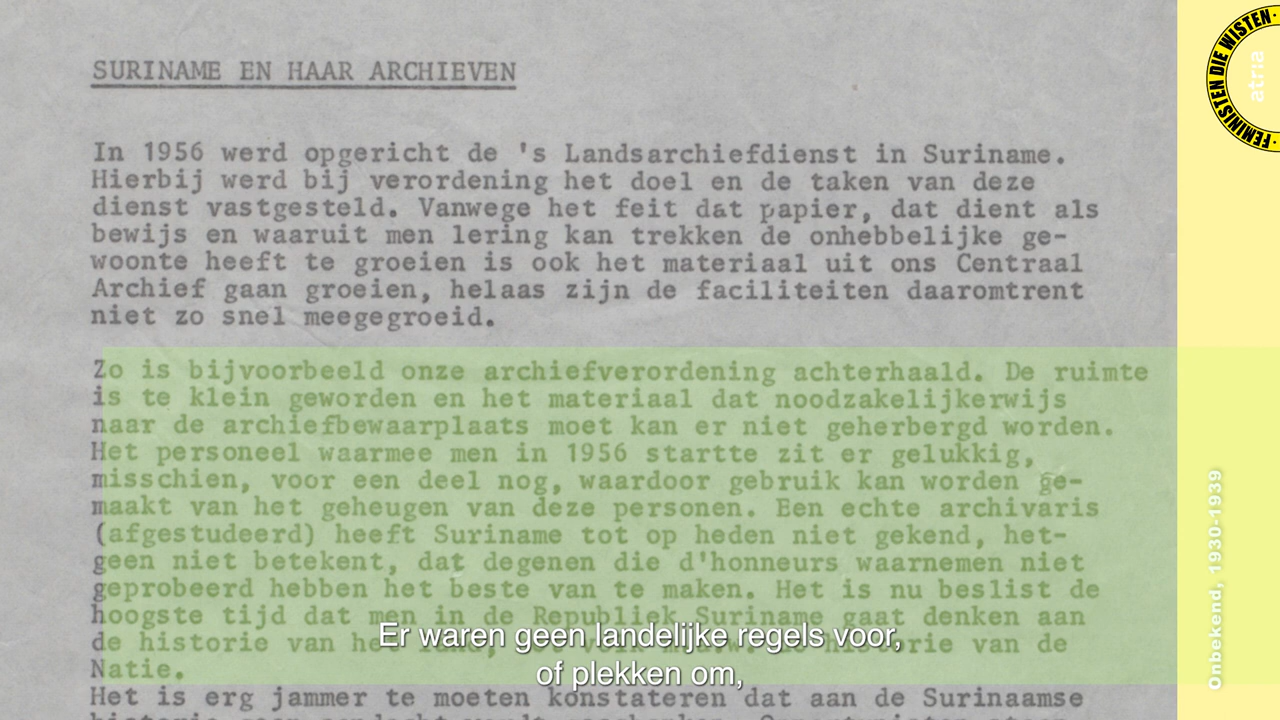 SURINAME EN HAAR ARCHIEVEN
In 1956 werd opgericht de 's Landsarchiefdienst in Suriname.
Hierbij werd bij verordening het doel en de taken van deze
dienst vastgesteld. Vanwege het feit dat papier, dat dient als
bewijs en waaruit men lering kan trekken de onhebbelijke ge-
woonte heeft te groeien is ook het materiaal uit ons Centraal
Archief gaan groeien, helaas zijn de faciliteiten daaromtrent
niet zo snel meegegroeid.
Zo is bijvoorbeeld onze archiefverordening achterhaald. De ruimte
is te klein geworden en het materiaal dat noodzakelijkerwijs
naar de archiefbewaarplaats moet kan er niet geherbergd worden.
Het personeel waarmee men in 1956 startte zit er gelukkig,
misschien, voor een deel nog, waardoor gebruik kan worden ge-
maakt van het geheugen van deze personen. Een echte archivaris
(afgestudeerd) heeft Suriname tot op heden niet gekend, het-
geen niet betekent, dat degenen die d'honneurs waarnemen niet
geprobeerd hebben het beste van te maken. Het is nu beslist de
hoogste tijd dat men in de Republiek Suriname gaat denken aan
de historie van de
Natie.
Het is erg jammer te moeten konstateren dat aan de Surinaamse
Er waren geen landelijke regels voor,
of plekken om,
FEMINISTEN DIE WISTEN
atria
Onbekend, 1930-1939